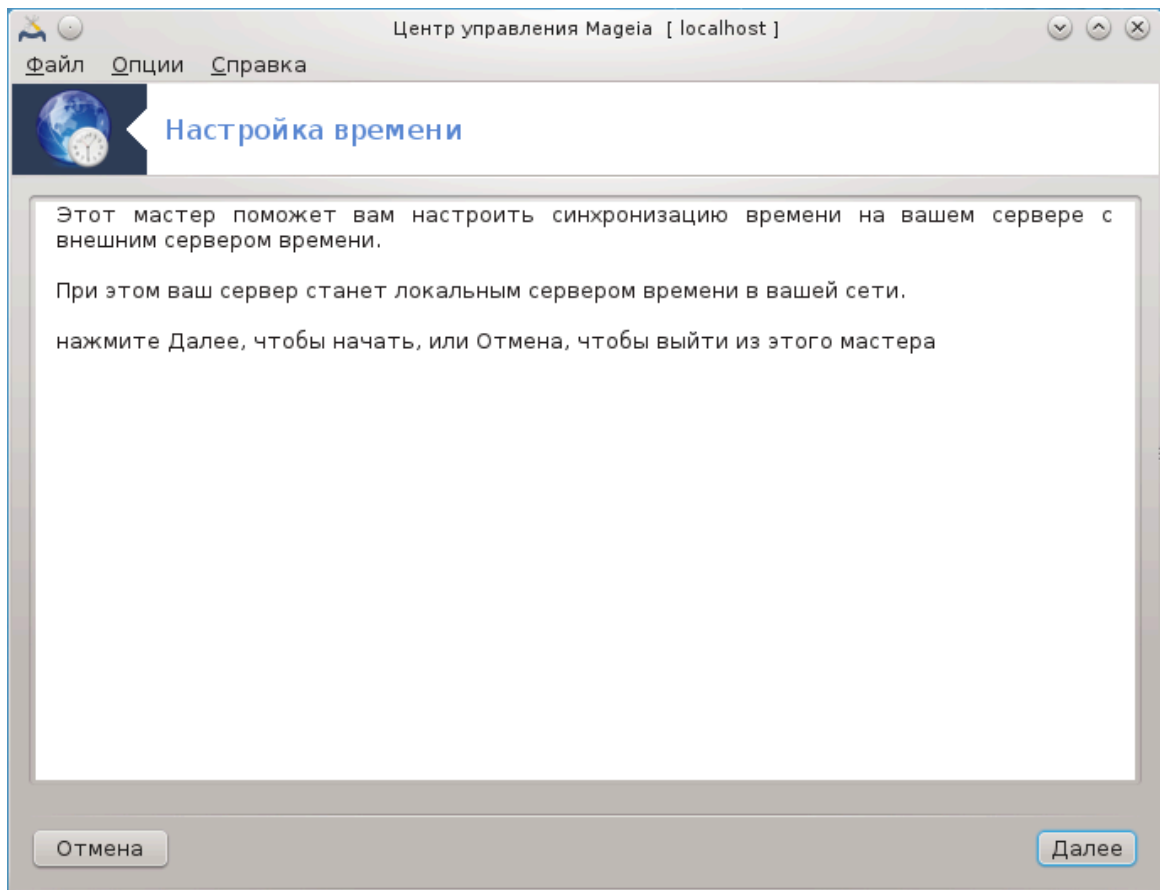 Центр управления Mageia [ localhost ]
Файл Опции Справка
Настройка времени
Этот мастер поможет вам настроить синхронизацию времени на вашем сервере с
внешним сервером времени.
При этом ваш сервер станет локальным сервером времени в вашей сети.
нажмите Далее, чтобы начать, или Отмена, чтобы выйти из этого мастера
Отмена Далее